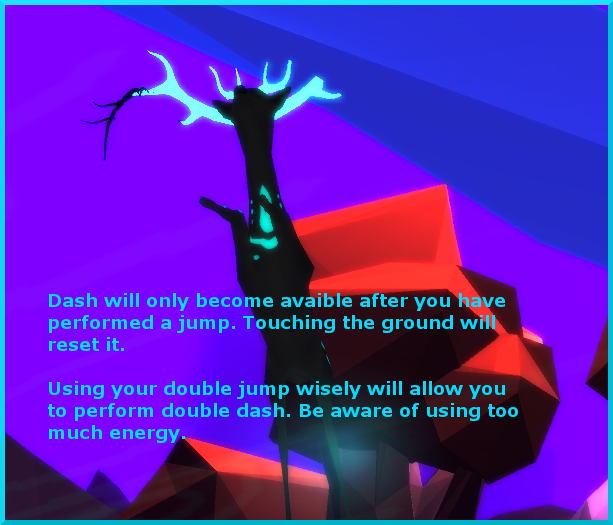 Dash will only become avaible after you have
performed a jump. Touching the ground will
reset it.
Using your double jump wisely will allow you
to perform double dash. Be aware of using too
much energy.